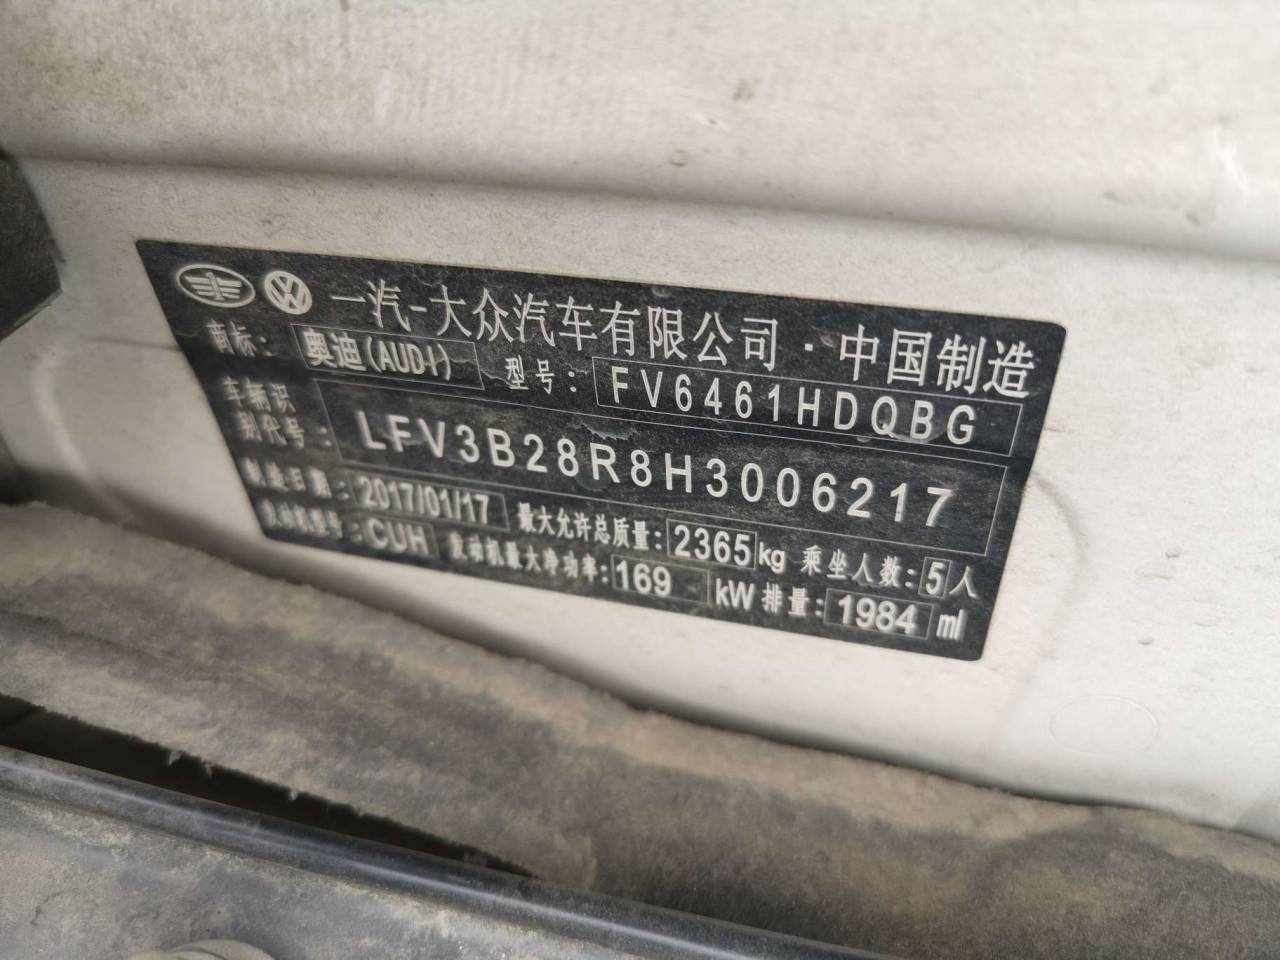 一汽-大众汽车有限公司·中国制造
商标: 奥迪(AUDI) 型号: FV6461HDQBG
车辆识别代号: LFV3B28R8H3006217
制造日期: 2017/01/17 最大允许总质量: 2365kg 乘坐人数: 5人
发动机型号: CUH 发动机最大净功率: 169 kW 排量: 1984 ml